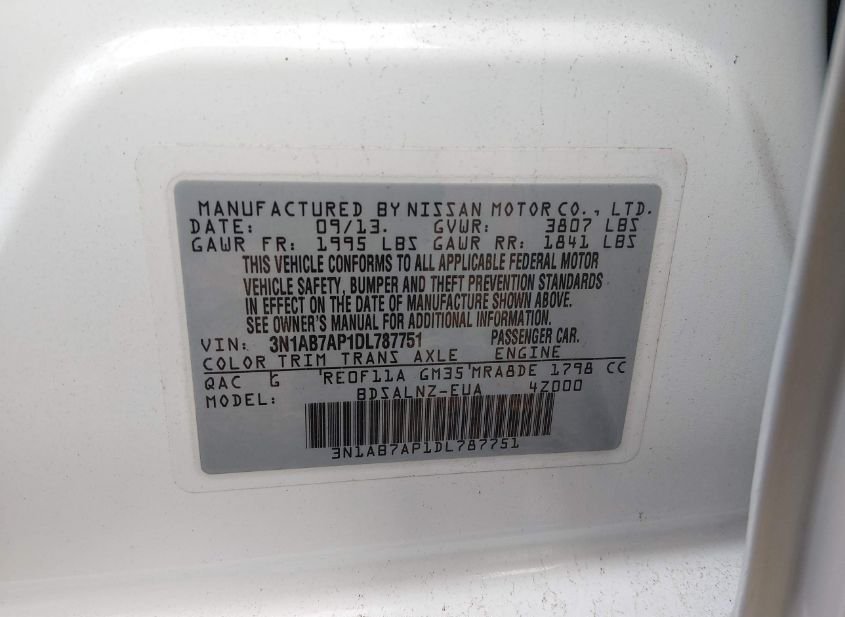 MANUFACTURED BY NISSAN MOTOR CO., LTD.
DATE: 09/13. GVWR: 3807 LBS
GAWR FR: 1995 LBS GAWR RR: 1841 LBS
THIS VEHICLE CONFORMS TO ALL APPLICABLE FEDERAL MOTOR
VEHICLE SAFETY, BUMPER AND THEFT PREVENTION STANDARDS
IN EFFECT ON THE DATE OF MANUFACTURE SHOWN ABOVE.
SEE OWNER'S MANUAL FOR ADDITIONAL INFORMATION.
VIN: 3N1AB7AP1DL787751 PASSENGER CAR.
COLOR TRIM TRANS AXLE ENGINE
QAC G RE0F11A GM35 MRA8DE 1798 CC
MODEL: BDSALNZ-EUA 4Z000
3N1AB7AP1DL787751